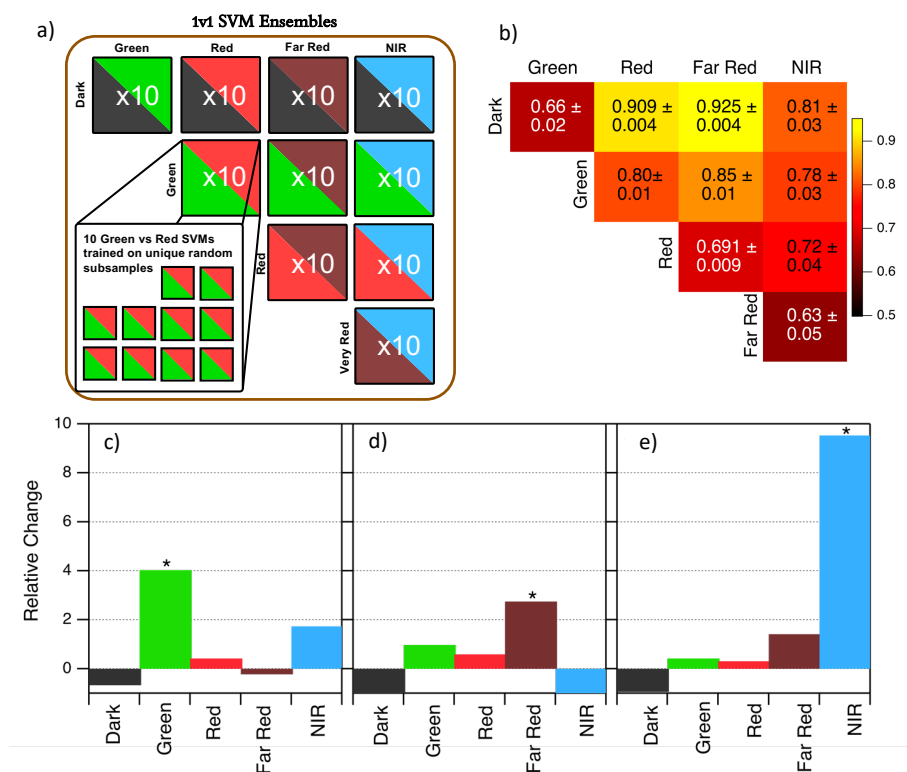 1v1 SVM Ensembles
a)
Green
Red
Far Red
NIR
Dark
x10
x10
x10
x10
Green
x10
x10
x10
10 Green vs Red SVMs
trained on unique random
subsamples
Red
x10
x10
Very Red
x10
b)
Green
Red
Far Red
NIR
Dark
0.66 ±
0.02
0.909 ±
0.004
0.925 ±
0.004
0.81 ±
0.03
Green
0.80±
0.01
0.85 ±
0.01
0.78 ±
0.03
Red
0.691 ±
0.009
0.72 ±
0.04
Far Red
0.63 ±
0.05
0.9
0.8
0.7
0.6
0.5
Relative Change
10
8
6
4
2
0
c)
*
Dark
Green
Red
Far Red
NIR
d)
*
Dark
Green
Red
Far Red
NIR
e)
*
Dark
Green
Red
Far Red
NIR